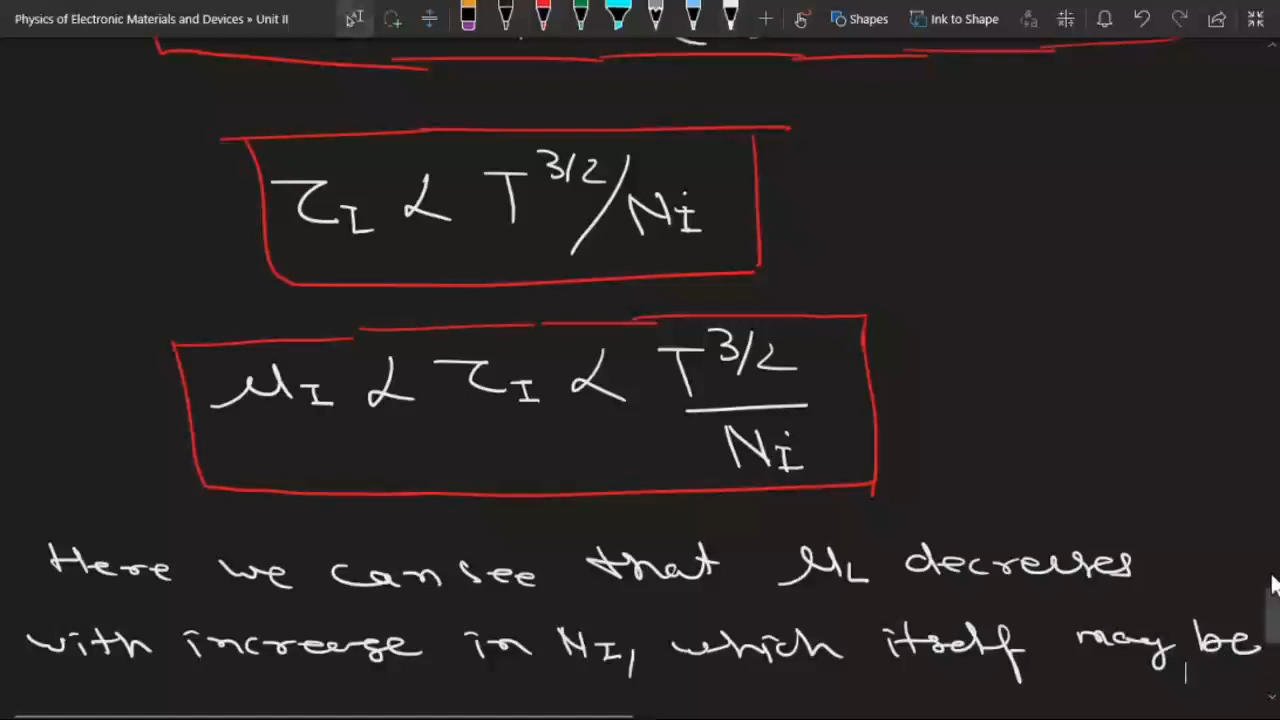 Physics of Electronic Materials and Devices » Unit II
Shapes
Ink to Shape
τI ∝ T^3/2/Ni
μI ∝ τI ∝ T^3/2/Ni
Here we can see that μL decreases
with increase in NI, which itself may be